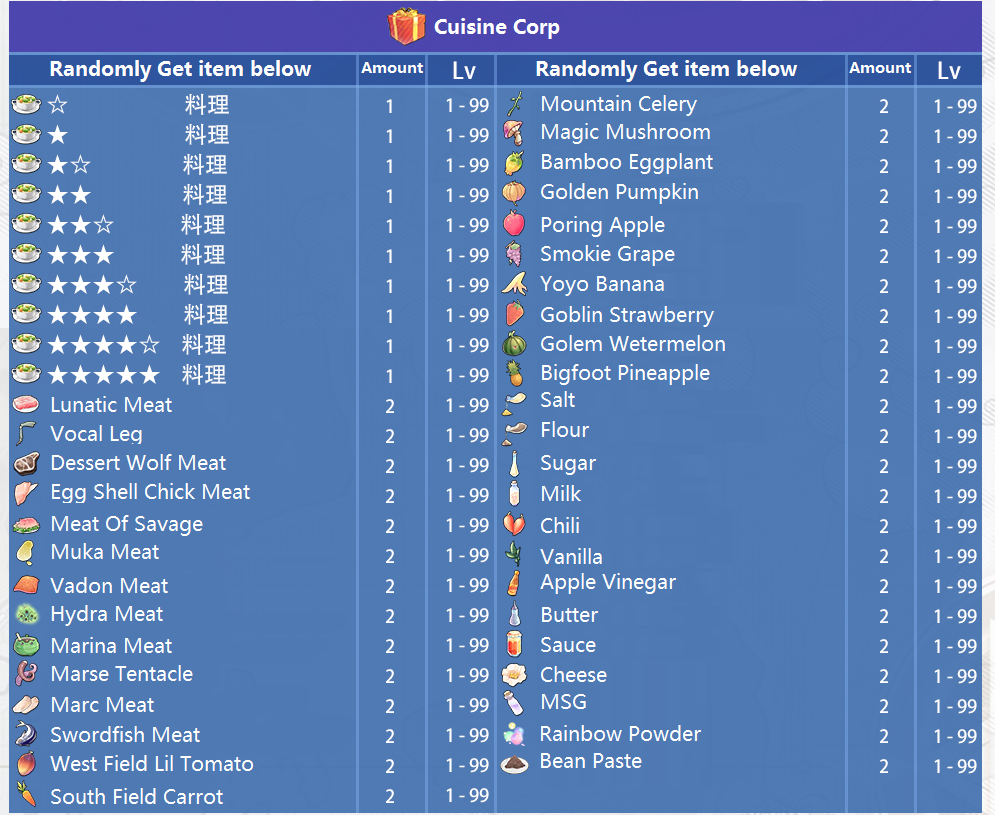 Cuisine Corp
Randomly Get item below Amount Lv Randomly Get item below Amount Lv
☆ 料理 1 1-99 Mountain Celery 2 1-99
★ 料理 1 1-99 Magic Mushroom 2 1-99
★☆ 料理 1 1-99 Bamboo Eggplant 2 1-99
★★ 料理 1 1-99 Golden Pumpkin 2 1-99
★★☆ 料理 1 1-99 Poring Apple 2 1-99
★★★ 料理 1 1-99 Smokie Grape 2 1-99
★★★☆ 料理 1 1-99 Yoyo Banana 2 1-99
★★★★ 料理 1 1-99 Goblin Strawberry 2 1-99
★★★★☆ 料理 1 1-99 Golem Wetermelon 2 1-99
★★★★★ 料理 1 1-99 Bigfoot Pineapple 2 1-99
Lunatic Meat 2 1-99 Salt 2 1-99
Vocal Leg 2 1-99 Flour 2 1-99
Dessert Wolf Meat 2 1-99 Sugar 2 1-99
Egg Shell Chick Meat 2 1-99 Milk 2 1-99
Meat Of Savage 2 1-99 Chili 2 1-99
Muka Meat 2 1-99 Vanilla 2 1-99
Vadon Meat 2 1-99 Apple Vinegar 2 1-99
Hydra Meat 2 1-99 Butter 2 1-99
Marina Meat 2 1-99 Sauce 2 1-99
Marse Tentacle 2 1-99 Cheese 2 1-99
Marc Meat 2 1-99 MSG 2 1-99
Swordfish Meat 2 1-99 Rainbow Powder 2 1-99
West Field Lil Tomato 2 1-99 Bean Paste 2 1-99
South Field Carrot 2 1-99